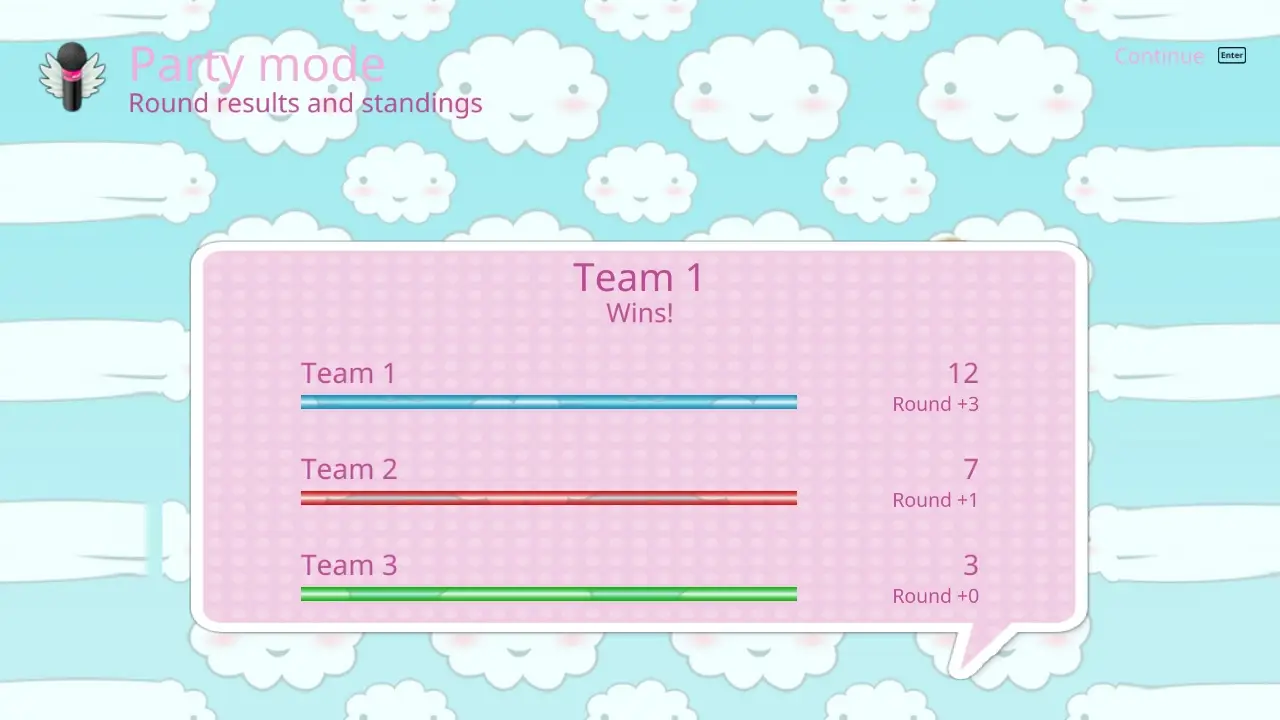 Party mode
Round results and standings
Continue Enter
Team 1
Wins!
Team 1 12
Round +3
Team 2 7
Round +1
Team 3 3
Round +0